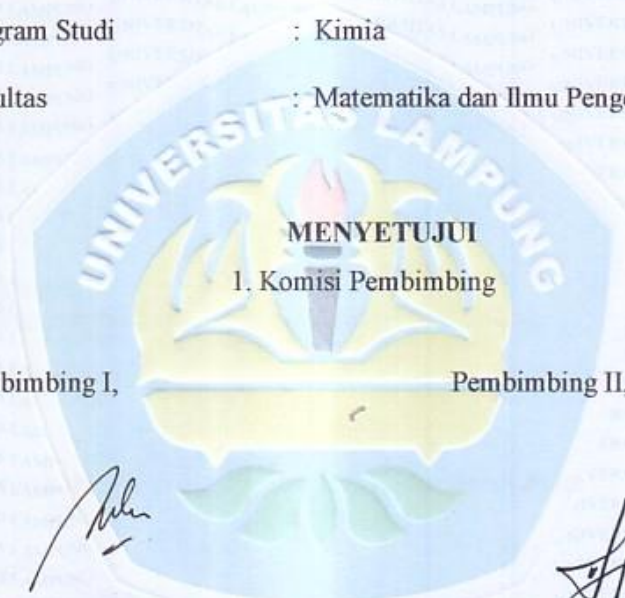 gram Studi : Kimia
ultas : Matematika dan Ilmu Penge
UNIVERSITAS LAMPUNG
MENYETUJUI
1. Komisi Pembimbing
bimbing I, Pembimbing II,